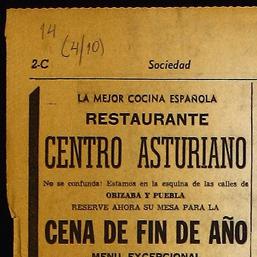 14
(4/10)
2-C Sociedad
LA MEJOR COCINA ESPAÑOLA
RESTAURANTE
CENTRO ASTURIANO
No se confunda: Estamos en la esquina de las calles de
ORIZABA Y PUEBLA
RESERVE AHORA SU MESA PARA LA
CENA DE FIN DE AÑO
MENU EXCEPCIONAL